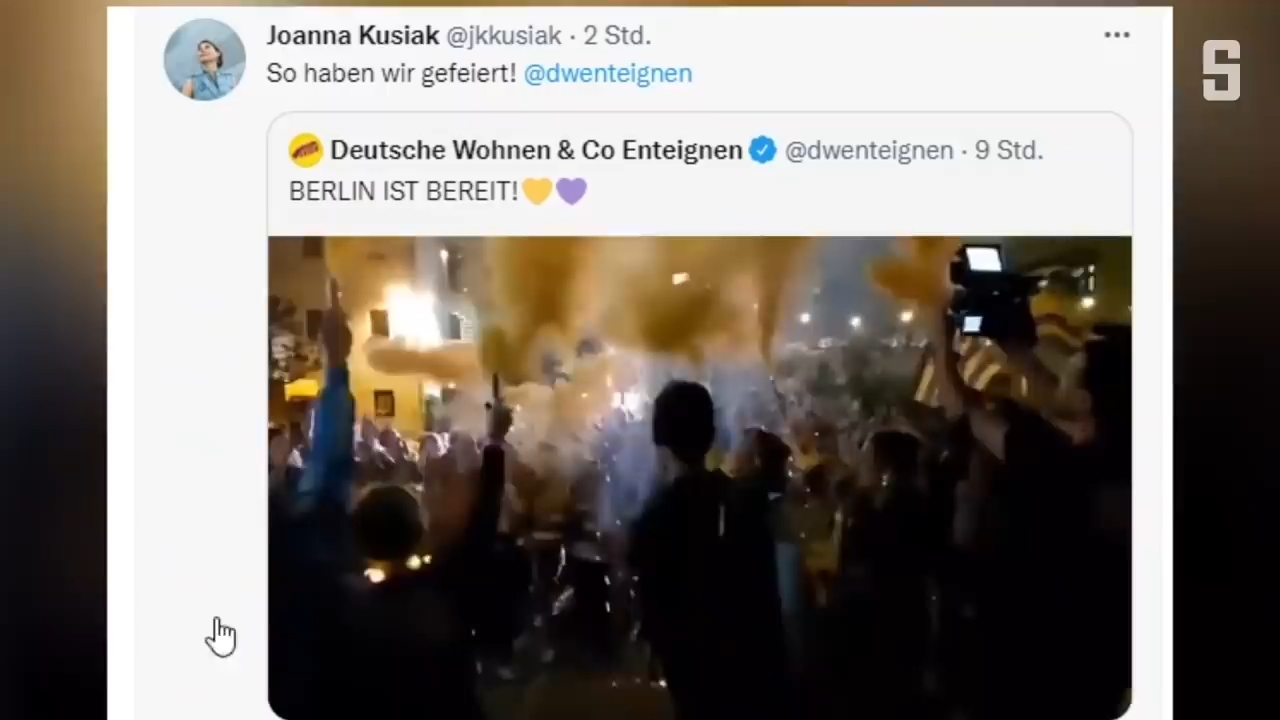 Joanna Kusiak @jkkusiak · 2 Std.
So haben wir gefeiert! @dwenteignen
Deutsche Wohnen & Co Enteignen @dwenteignen · 9 Std.
BERLIN IST BEREIT!💛💜
S